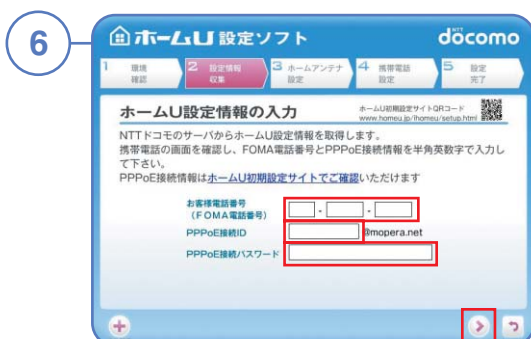 6
ホームU 設定ソフト
NTT
docomo
1 環境確認
2 設定情報収集
3 ホームアンテナ設定
4 携帯電話設定
5 設定完了
ホームU設定情報の入力
ホームU初期設定サイトQRコード
www.homeu.jp/lhomeu/setup.html
NTTドコモのサーバからホームU設定情報を取得します。
携帯電話の画面を確認し、FOMA電話番号とPPPoE接続情報を半角英数字で入力し
て下さい。
PPPoE接続情報はホームU初期設定サイトでご確認いただけます
お客様電話番号
（FOMA電話番号）
- -
PPPoE接続ID
@mopera.net
PPPoE接続パスワード